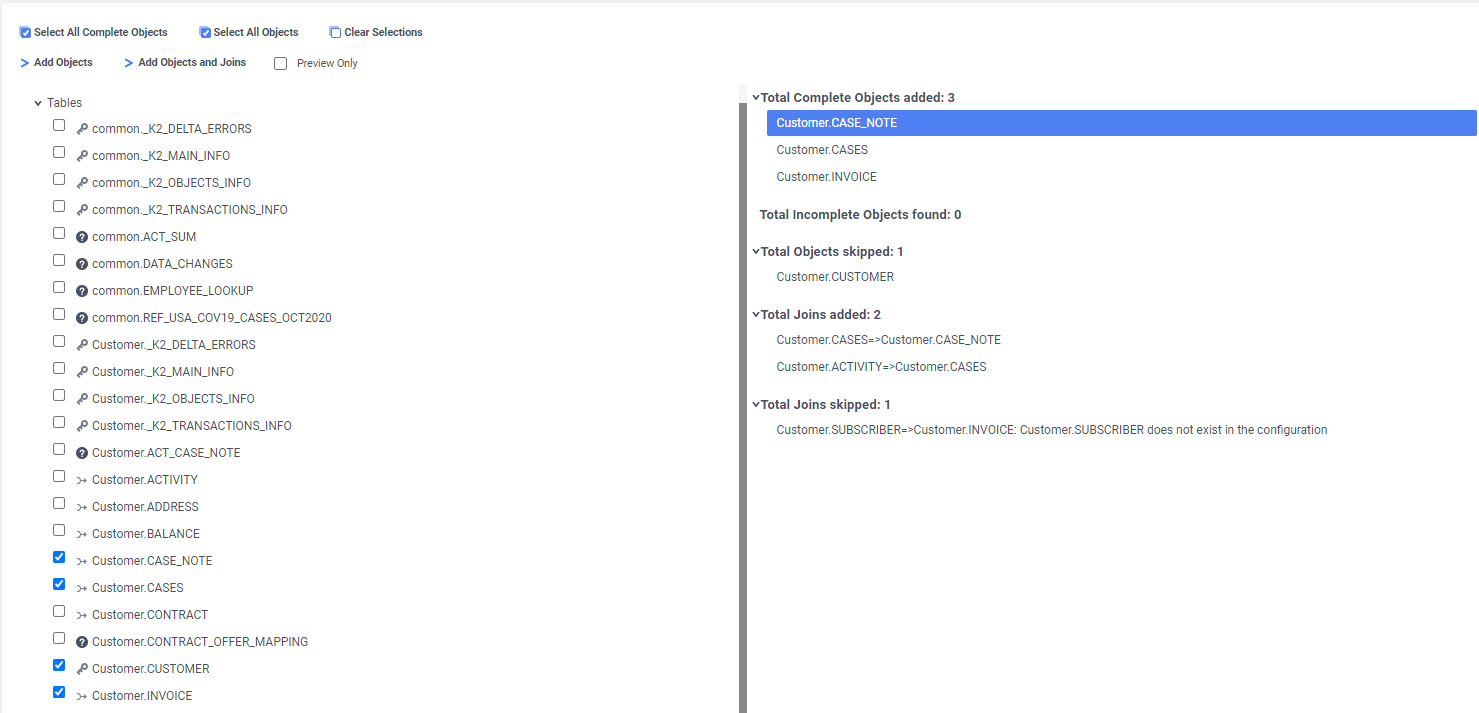 Select All Complete Objects Select All Objects Clear Selections
Add Objects Add Objects and Joins Preview Only
Tables
common._K2_DELTA_ERRORS
common._K2_MAIN_INFO
common._K2_OBJECTS_INFO
common._K2_TRANSACTIONS_INFO
common.ACT_SUM
common.DATA_CHANGES
common.EMPLOYEE_LOOKUP
common.REF_USA_COV19_CASES_OCT2020
Customer._K2_DELTA_ERRORS
Customer._K2_MAIN_INFO
Customer._K2_OBJECTS_INFO
Customer._K2_TRANSACTIONS_INFO
Customer.ACT_CASE_NOTE
Customer.ACTIVITY
Customer.ADDRESS
Customer.BALANCE
Customer.CASE_NOTE
Customer.CASES
Customer.CONTRACT
Customer.CONTRACT_OFFER_MAPPING
Customer.CUSTOMER
Customer.INVOICE
Total Complete Objects added: 3
Customer.CASE_NOTE
Customer.CASES
Customer.INVOICE
Total Incomplete Objects found: 0
Total Objects skipped: 1
Customer.CUSTOMER
Total Joins added: 2
Customer.CASES=>Customer.CASE_NOTE
Customer.ACTIVITY=>Customer.CASES
Total Joins skipped: 1
Customer.SUBSCRIBER=>Customer.INVOICE: Customer.SUBSCRIBER does not exist in the configuration